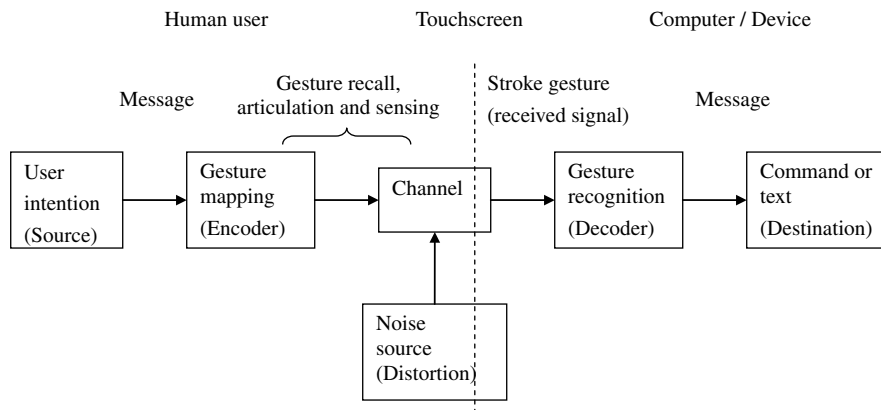 Human user
Touchscreen
Computer / Device
Message
Gesture recall,
articulation and sensing
Stroke gesture
(received signal)
Message
User
intention
(Source)
Gesture
mapping
(Encoder)
Channel
Gesture
recognition
(Decoder)
Command or
text
(Destination)
Noise
source
(Distortion)